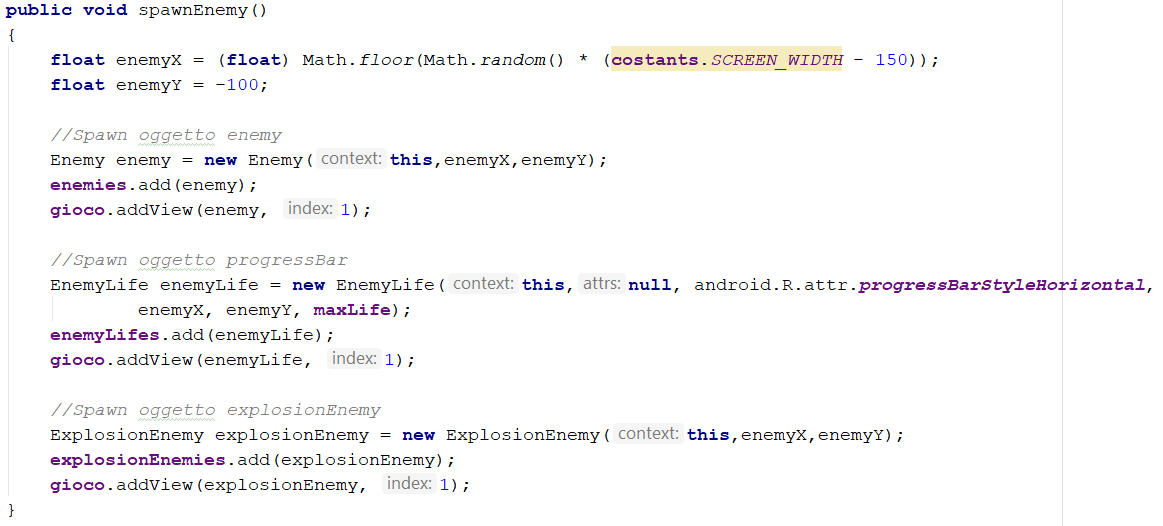 public void spawnEnemy()
{
float enemyX = (float) Math.floor(Math.random() * (costants.SCREEN_WIDTH - 150));
float enemyY = -100;
//Spawn oggetto enemy
Enemy enemy = new Enemy( context: this,enemyX,enemyY);
enemies.add(enemy);
gioco.addView(enemy, index: 1);
//Spawn oggetto progressBar
EnemyLife enemyLife = new EnemyLife( context: this, attrs: null, android.R.attr.progressBarStyleHorizontal,
enemyX, enemyY, maxLife);
enemyLifes.add(enemyLife);
gioco.addView(enemyLife, index: 1);
//Spawn oggetto explosionEnemy
ExplosionEnemy explosionEnemy = new ExplosionEnemy( context: this,enemyX,enemyY);
explosionEnemies.add(explosionEnemy);
gioco.addView(explosionEnemy, index: 1);
}